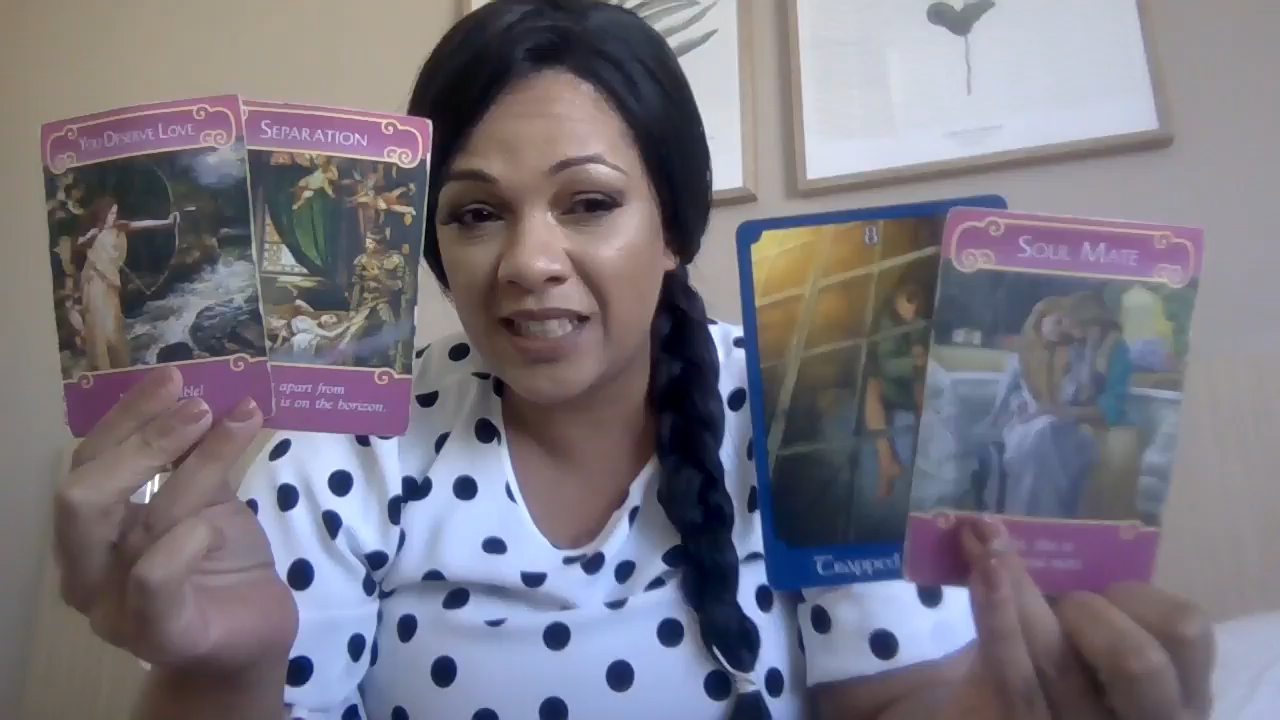 You Deserve Love
Separation
apart from
is on the horizon.
8
Trapped
Soul Mate